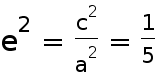 e² = c²/a² = 1/5